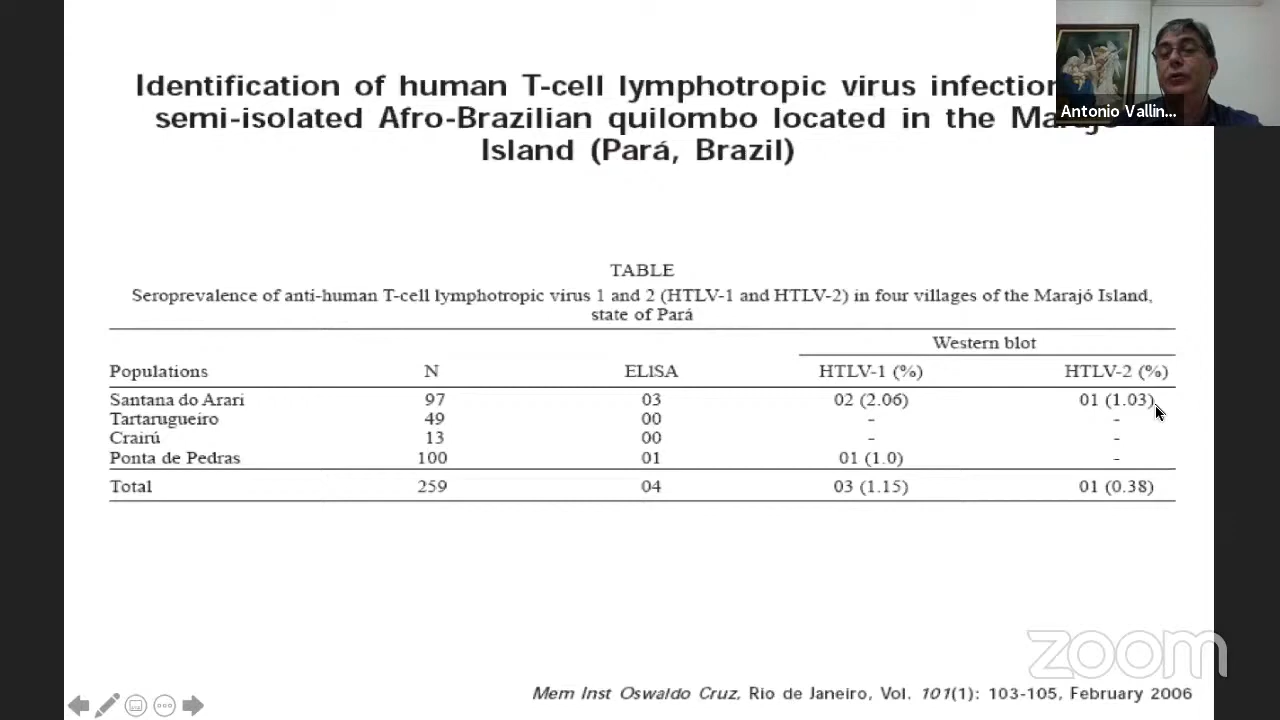 Identification of human T-cell lymphotropic virus
semi-isolated Afro-Brazilian quilombo located in the
Island (Pará, Brazil)
Antonio Vallin...
TABLE
Seroprevalence of anti-human T-cell lymphotropic virus 1 and 2 (HTLV-1 and HTLV-2) in four villages of the Marajó Island,
state of Pará
Western blot
Populations N ELISA HTLV-1 (%) HTLV-2 (%)
Santana do Arari 97 03 02 (2.06) 01 (1.03)
Tartarugueiro 49 00 - -
Crairú 13 00 - -
Ponta de Pedras 100 01 01 (1.0) -
Total 259 04 03 (1.15) 01 (0.38)
zoom
Mem Inst Oswaldo Cruz, Rio de Janeiro, Vol. 101(1): 103-105, February 2006